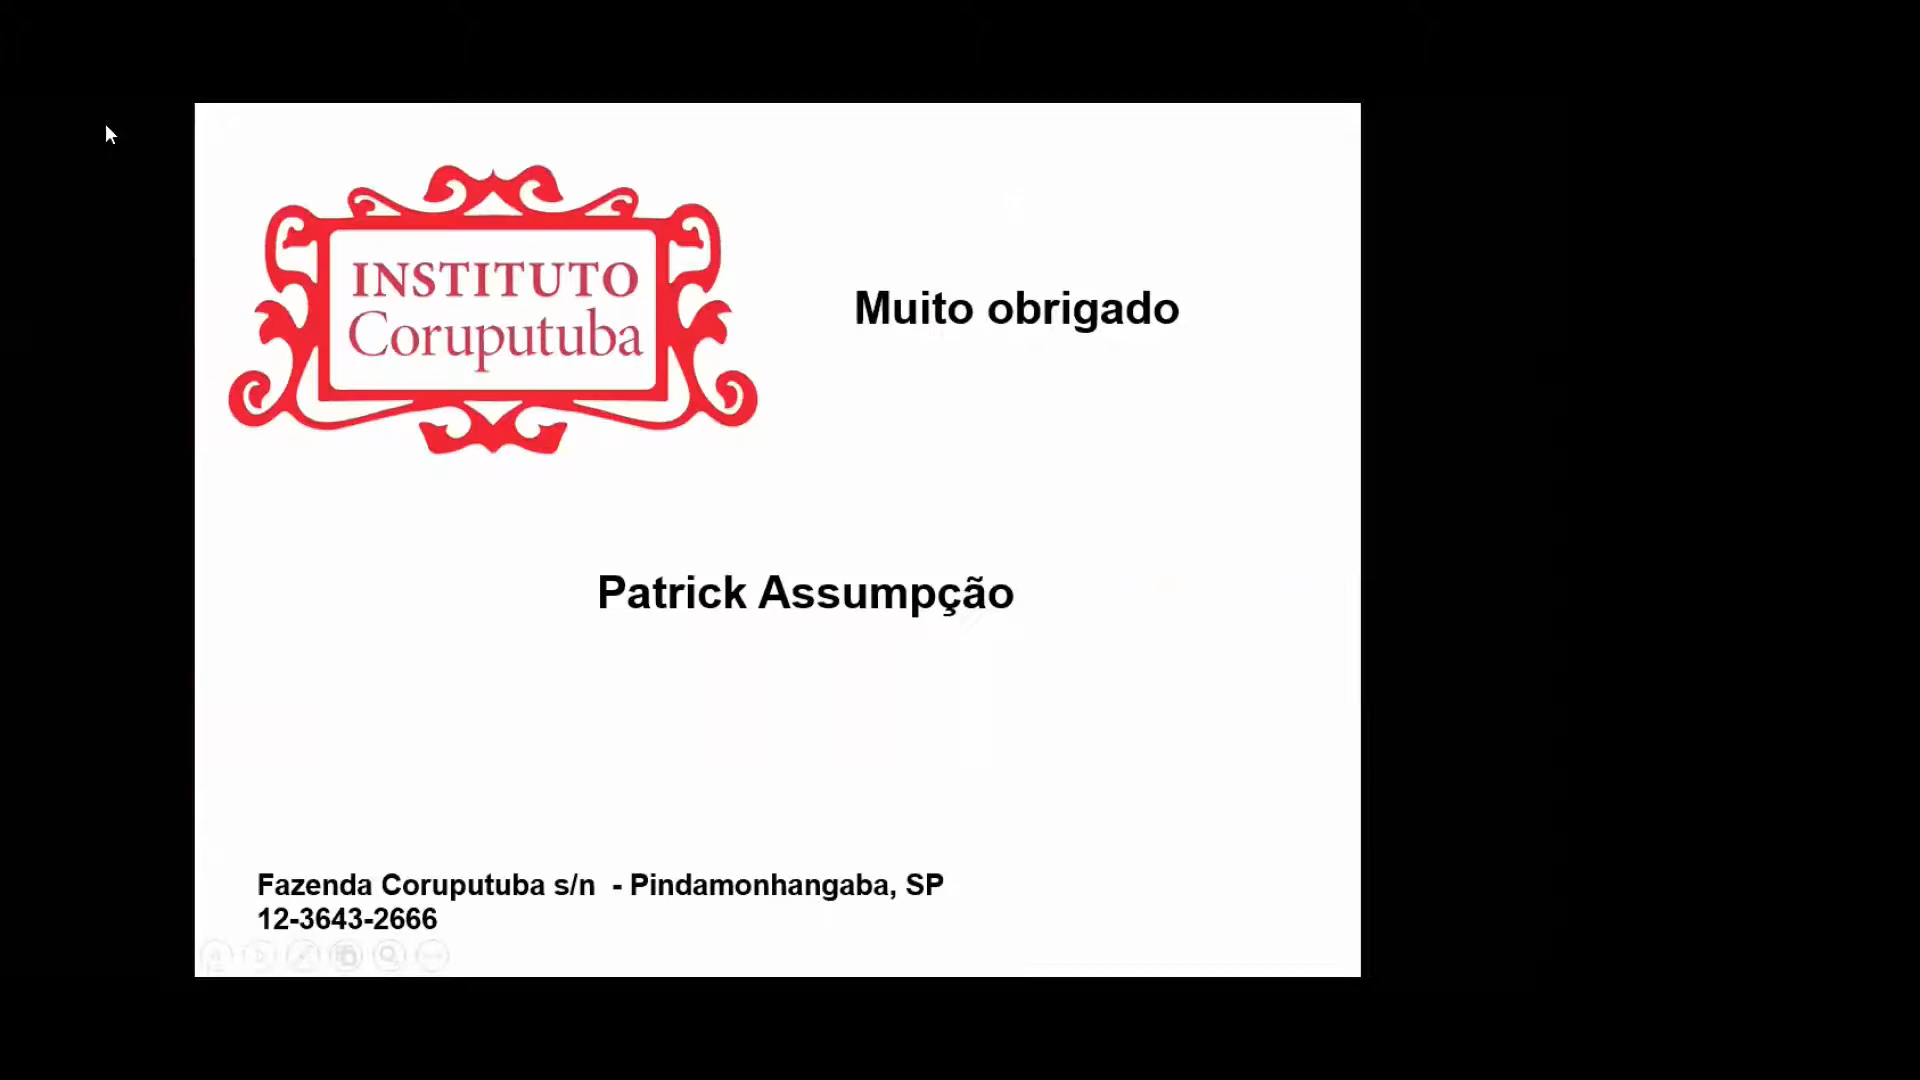 INSTITUTO
Coruputuba
Muito obrigado
Patrick Assumpção
Fazenda Coruputuba s/n - Pindamonhangaba, SP
12-3643-2666